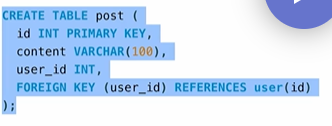 CREATE TABLE post (
  id INT PRIMARY KEY,
  content VARCHAR(100),
  user_id INT,
  FOREIGN KEY (user_id) REFERENCES user(id)
);